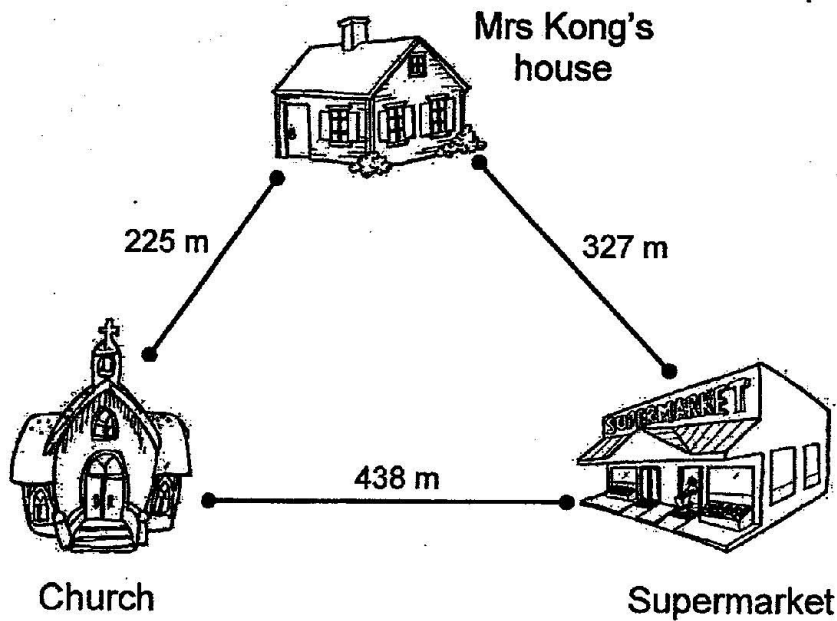 Mrs Kong's
house
225 m
327 m
SUPERMARKET
438 m
Church
Supermarket